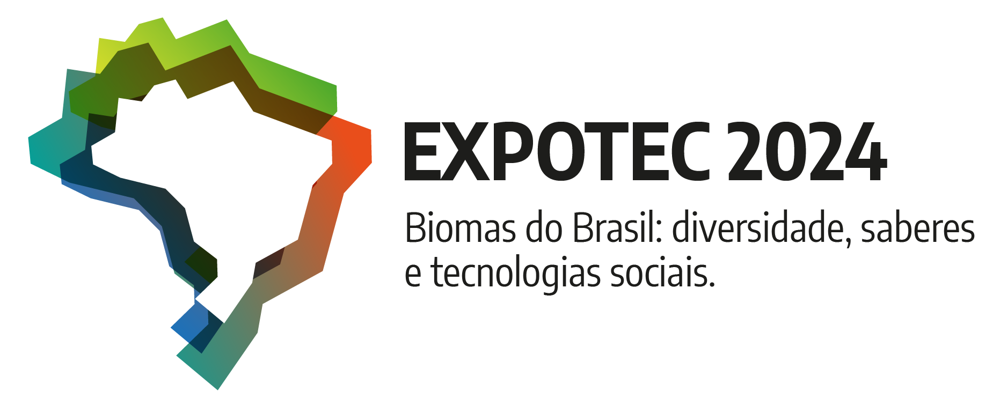 EXPOTEC 2024
Biomas do Brasil: diversidade, saberes
e tecnologias sociais.